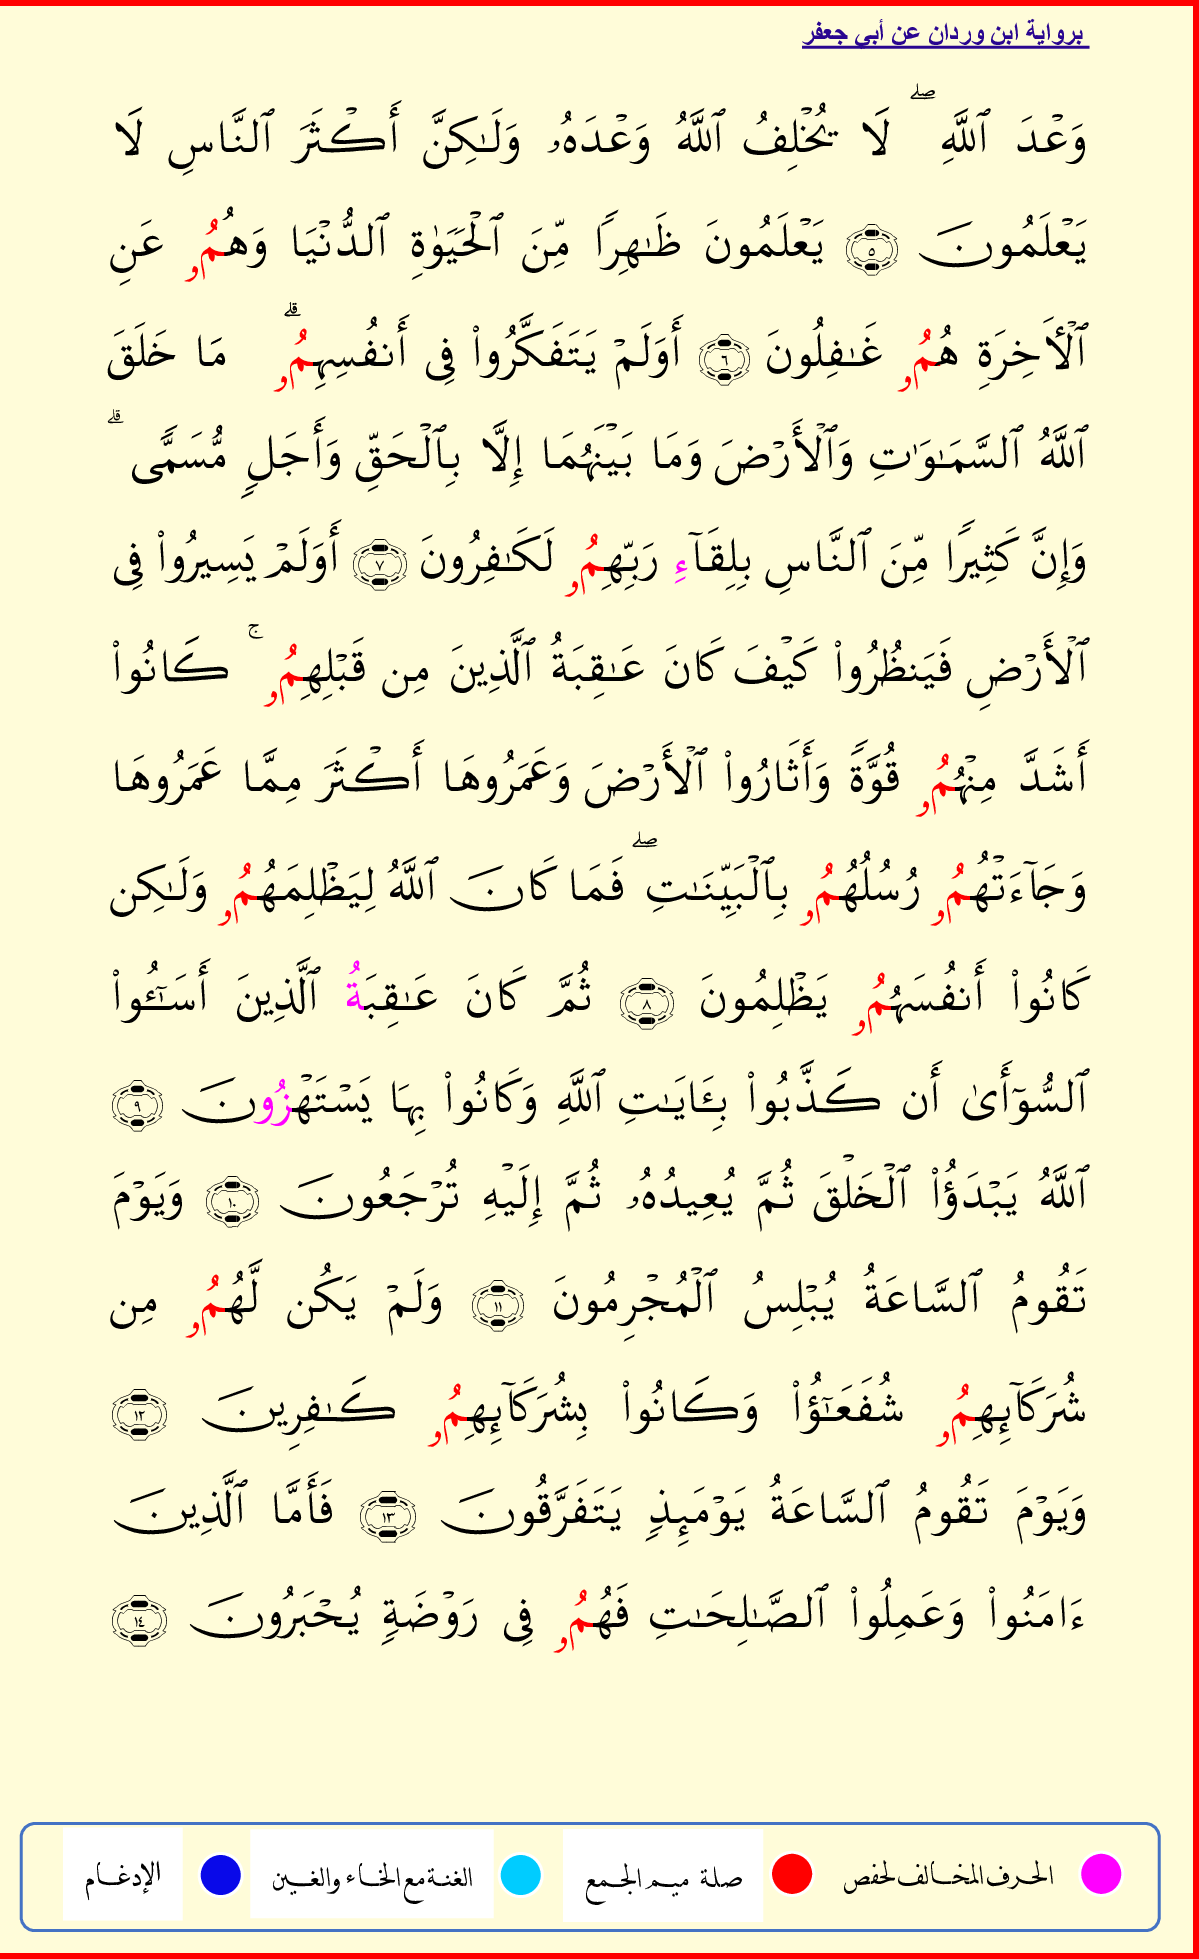 برواية ابن وردان عن أبي جعفر
وَعْدَ ٱللَّهِ ۖ لَا يُخْلِفُ ٱللَّهُ وَعْدَهُۥ وَلَـٰكِنَّ أَكْثَرَ ٱلنَّاسِ لَا
يَعْلَمُونَ ٥ يَعْلَمُونَ ظَـٰهِرًا مِّنَ ٱلْحَيَوٰةِ ٱلدُّنْيَا وَهُمُۥ عَنِ
ٱلْأَخِرَةِ هُمُۥ غَـٰفِلُونَ ٦ أَوَلَمْ يَتَفَكَّرُوا۟ فِى أَنفُسِهِمُۥ ۗ مَا خَلَقَ
ٱللَّهُ ٱلسَّمَـٰوَٰتِ وَٱلْأَرْضَ وَمَا بَيْنَهُمَا إِلَّا بِٱلْحَقِّ وَأَجَلٍ مُّسَمًّى ۗ
وَإِنَّ كَثِيرًا مِّنَ ٱلنَّاسِ بِلِقَآءِ رَبِّهِمُۥ لَكَـٰفِرُونَ ٧ أَوَلَمْ يَسِيرُوا۟ فِى
ٱلْأَرْضِ فَيَنظُرُوا۟ كَيْفَ كَانَ عَـٰقِبَةُ ٱلَّذِينَ مِن قَبْلِهِمُۥ ۚ كَانُوا۟
أَشَدَّ مِنْهُمُۥ قُوَّةً وَأَثَارُوا۟ ٱلْأَرْضَ وَعَمَرُوهَا أَكْثَرَ مِمَّا عَمَرُوهَا
وَجَآءَتْهُمُۥ رُسُلُهُمُۥ بِٱلْبَيِّنَـٰتِ ۖ فَمَا كَانَ ٱللَّهُ لِيَظْلِمَهُمُۥ وَلَـٰكِن
كَانُوا۟ أَنفُسَهُمُۥ يَظْلِمُونَ ٨ ثُمَّ كَانَ عَـٰقِبَةُ ٱلَّذِينَ أَسَـٰٓـُٔوا۟
ٱلسُّوٓأَىٰ أَن كَذَّبُوا۟ بِـَٔايَـٰتِ ٱللَّهِ وَكَانُوا۟ بِهَا يَسْتَهْزُونَ ٩
ٱللَّهُ يَبْدَؤُا۟ ٱلْخَلْقَ ثُمَّ يُعِيدُهُۥ ثُمَّ إِلَيْهِ تُرْجَعُونَ ١٠ وَيَوْمَ
تَقُومُ ٱلسَّاعَةُ يُبْلِسُ ٱلْمُجْرِمُونَ ١١ وَلَمْ يَكُن لَّهُمُۥ مِن
شُرَكَآئِهِمُۥ شُفَعَـٰٓؤُا۟ وَكَانُوا۟ بِشُرَكَآئِهِمُۥ كَـٰفِرِينَ ١٢
وَيَوْمَ تَقُومُ ٱلسَّاعَةُ يَوْمَئِذٍ يَتَفَرَّقُونَ ١٣ فَأَمَّا ٱلَّذِينَ
ءَامَنُوا۟ وَعَمِلُوا۟ ٱلصَّـٰلِحَـٰتِ فَهُمُۥ فِى رَوْضَةٍ يُحْبَرُونَ ١٤
الحرف المخالف لحفص صلة ميم الجمع الغنة مع الخاء والغين الإدغام